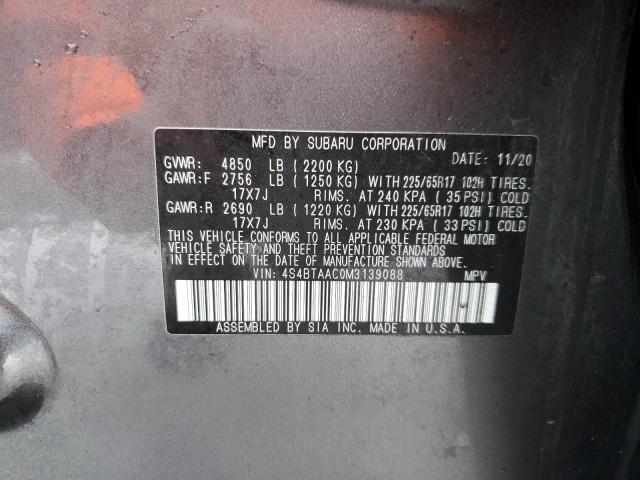 MFD BY SUBARU CORPORATION
GVWR: 4850 LB ( 2200 KG) DATE: 11/20
GAWR:F 2756 LB ( 1250 KG) WITH 225/65R17 102H TIRES.
17X7J RIMS. AT 240 KPA ( 35 PSI) COLD
GAWR:R 2690 LB ( 1220 KG) WITH 225/65R17 102H TIRES.
17X7J RIMS. AT 230 KPA ( 33 PSI) COLD
THIS VEHICLE CONFORMS TO ALL APPLICABLE FEDERAL MOTOR
VEHICLE SAFETY AND THEFT PREVENTION STANDARDS
IN EFFECT ON THE DATE OF MANUFACTURE SHOWN ABOVE.
VIN: 4S4BTAAC0M3139088 MPV
ASSEMBLED BY SIA INC. MADE IN U.S.A.